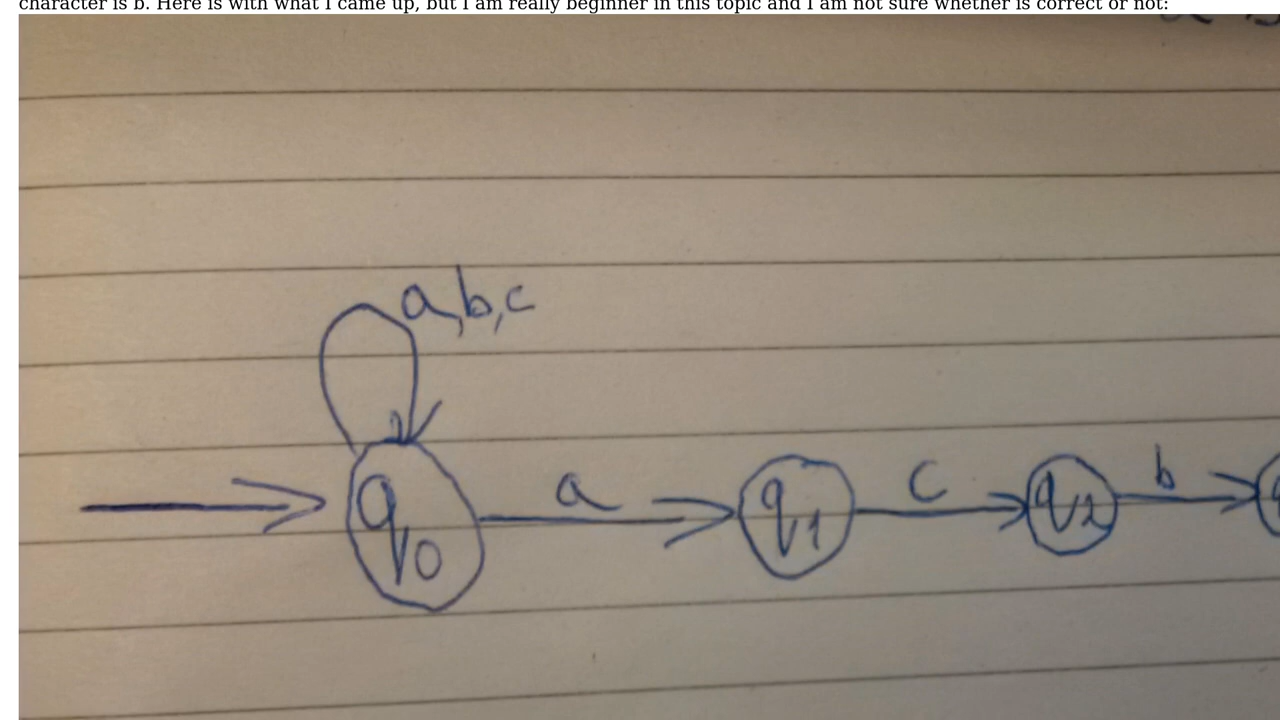 character is b. Here is with what I came up, but I am really beginner in this topic and I am not sure whether is correct or not:
a,b,c
q0 a q1 c q2 b